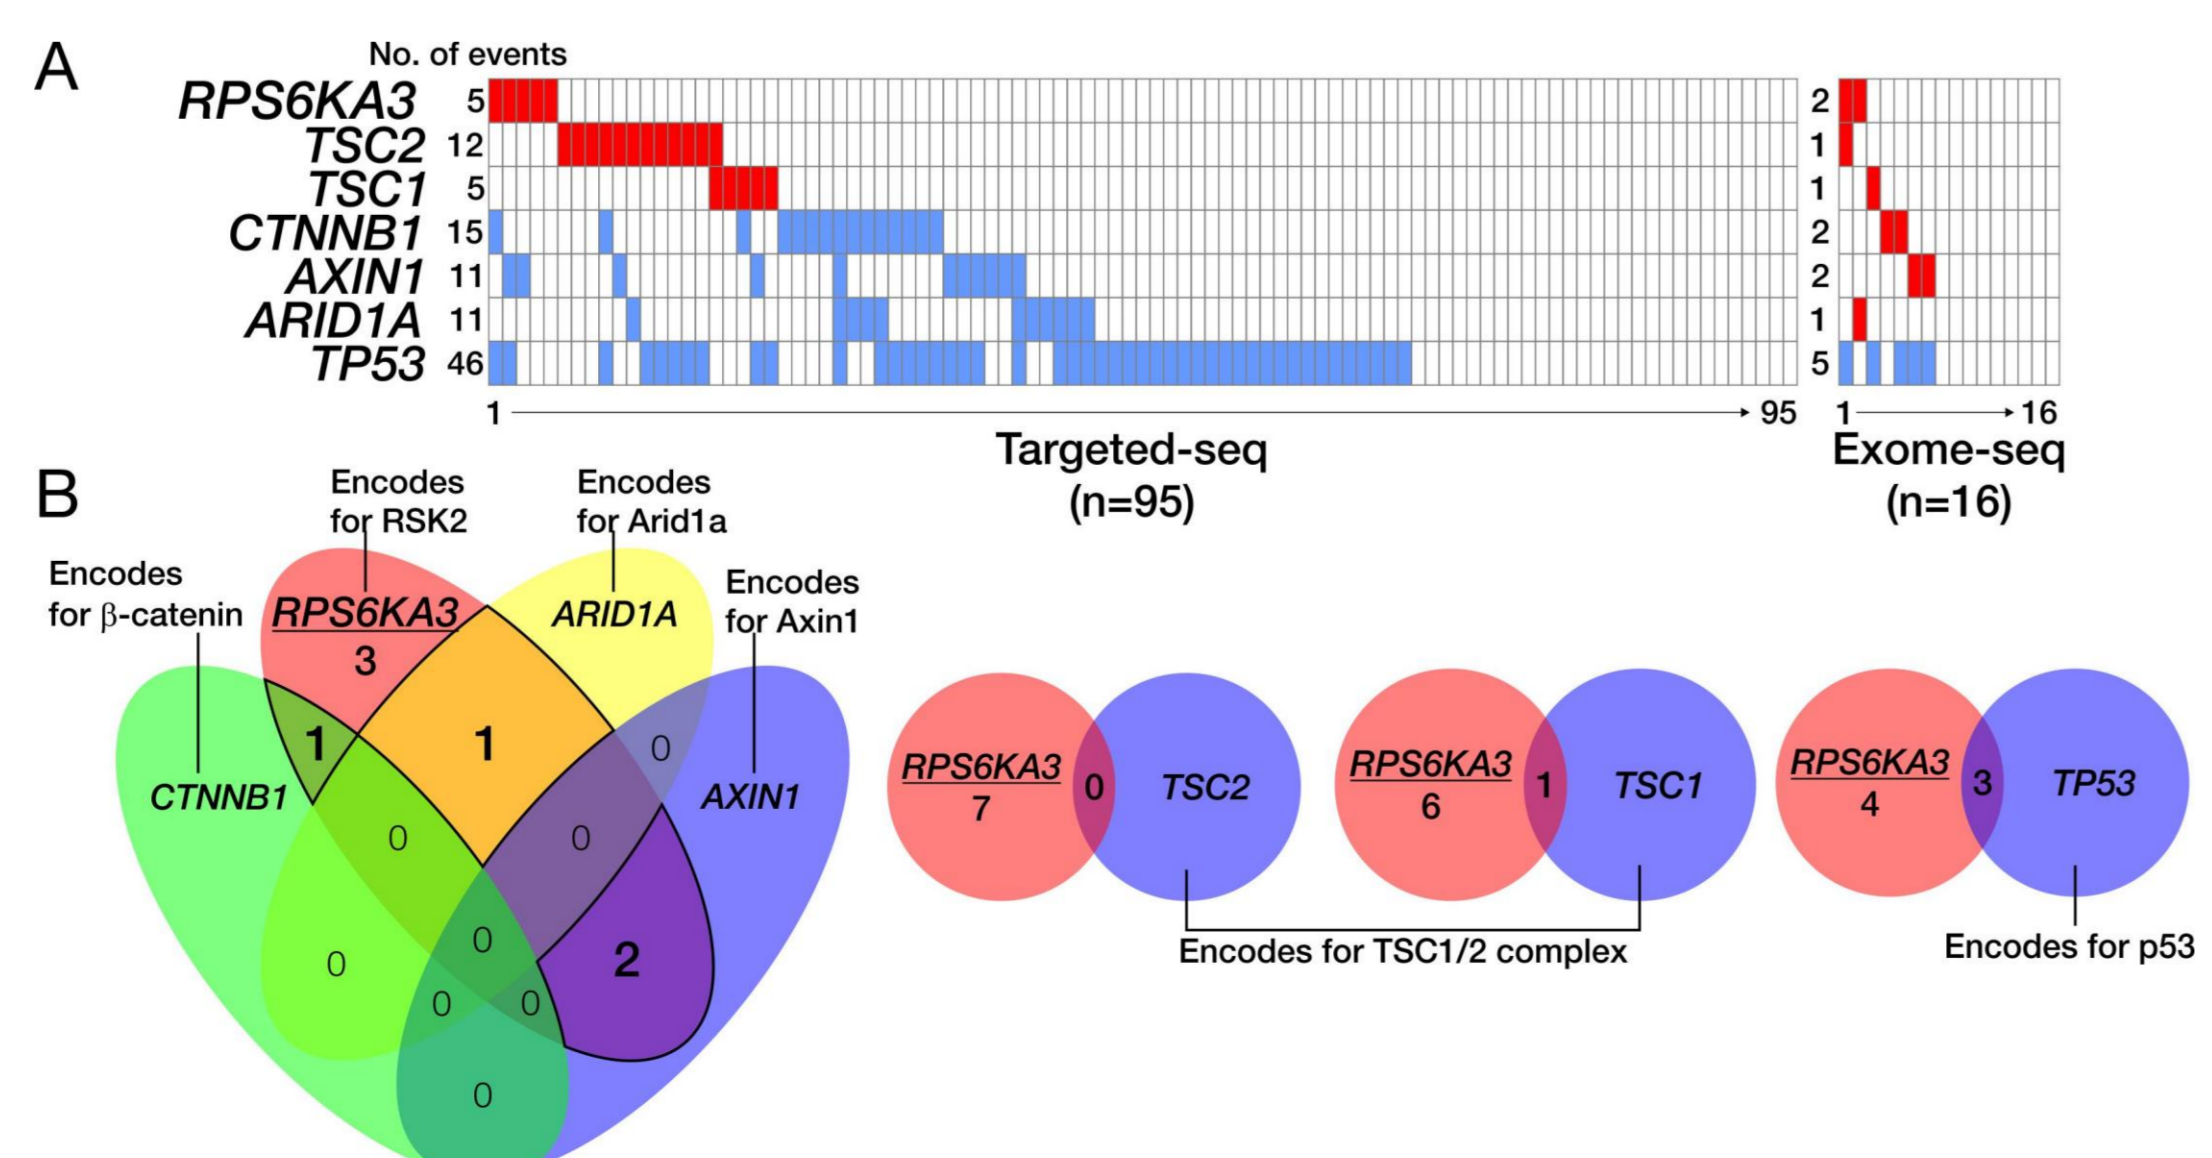 A
No. of events
RPS6KA3 5 2
TSC2 12 1
TSC1 5 1
CTNNB1 15 2
AXIN1 11 2
ARID1A 11 1
TP53 46 5
1 95 1 16
Targeted-seq Exome-seq
(n=95) (n=16)
B
Encodes
for RSK2
Encodes
for Arid1a
Encodes
for β-catenin
Encodes
for Axin1
RPS6KA3
3
ARID1A
CTNNB1
AXIN1
1
1
0
0
0
0
0
2
0
0
0
RPS6KA3
7
0
TSC2
RPS6KA3
6
1
TSC1
Encodes for TSC1/2 complex
RPS6KA3
4
3
TP53
Encodes for p53